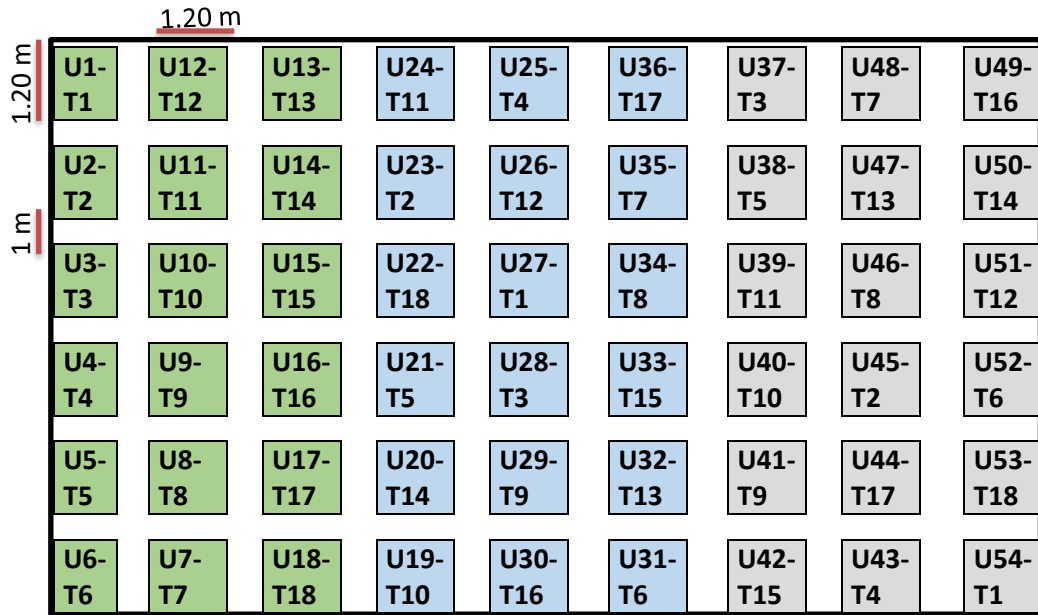 1.20 m
1.20 m
1 m
U1-
T1
U12-
T12
U13-
T13
U24-
T11
U25-
T4
U36-
T17
U37-
T3
U48-
T7
U49-
T16
U2-
T2
U11-
T11
U14-
T14
U23-
T2
U26-
T12
U35-
T7
U38-
T5
U47-
T13
U50-
T14
U3-
T3
U10-
T10
U15-
T15
U22-
T18
U27-
T1
U34-
T8
U39-
T11
U46-
T8
U51-
T12
U4-
T4
U9-
T9
U16-
T16
U21-
T5
U28-
T3
U33-
T15
U40-
T10
U45-
T2
U52-
T6
U5-
T5
U8-
T8
U17-
T17
U20-
T14
U29-
T9
U32-
T13
U41-
T9
U44-
T17
U53-
T18
U6-
T6
U7-
T7
U18-
T18
U19-
T10
U30-
T16
U31-
T6
U42-
T15
U43-
T4
U54-
T1